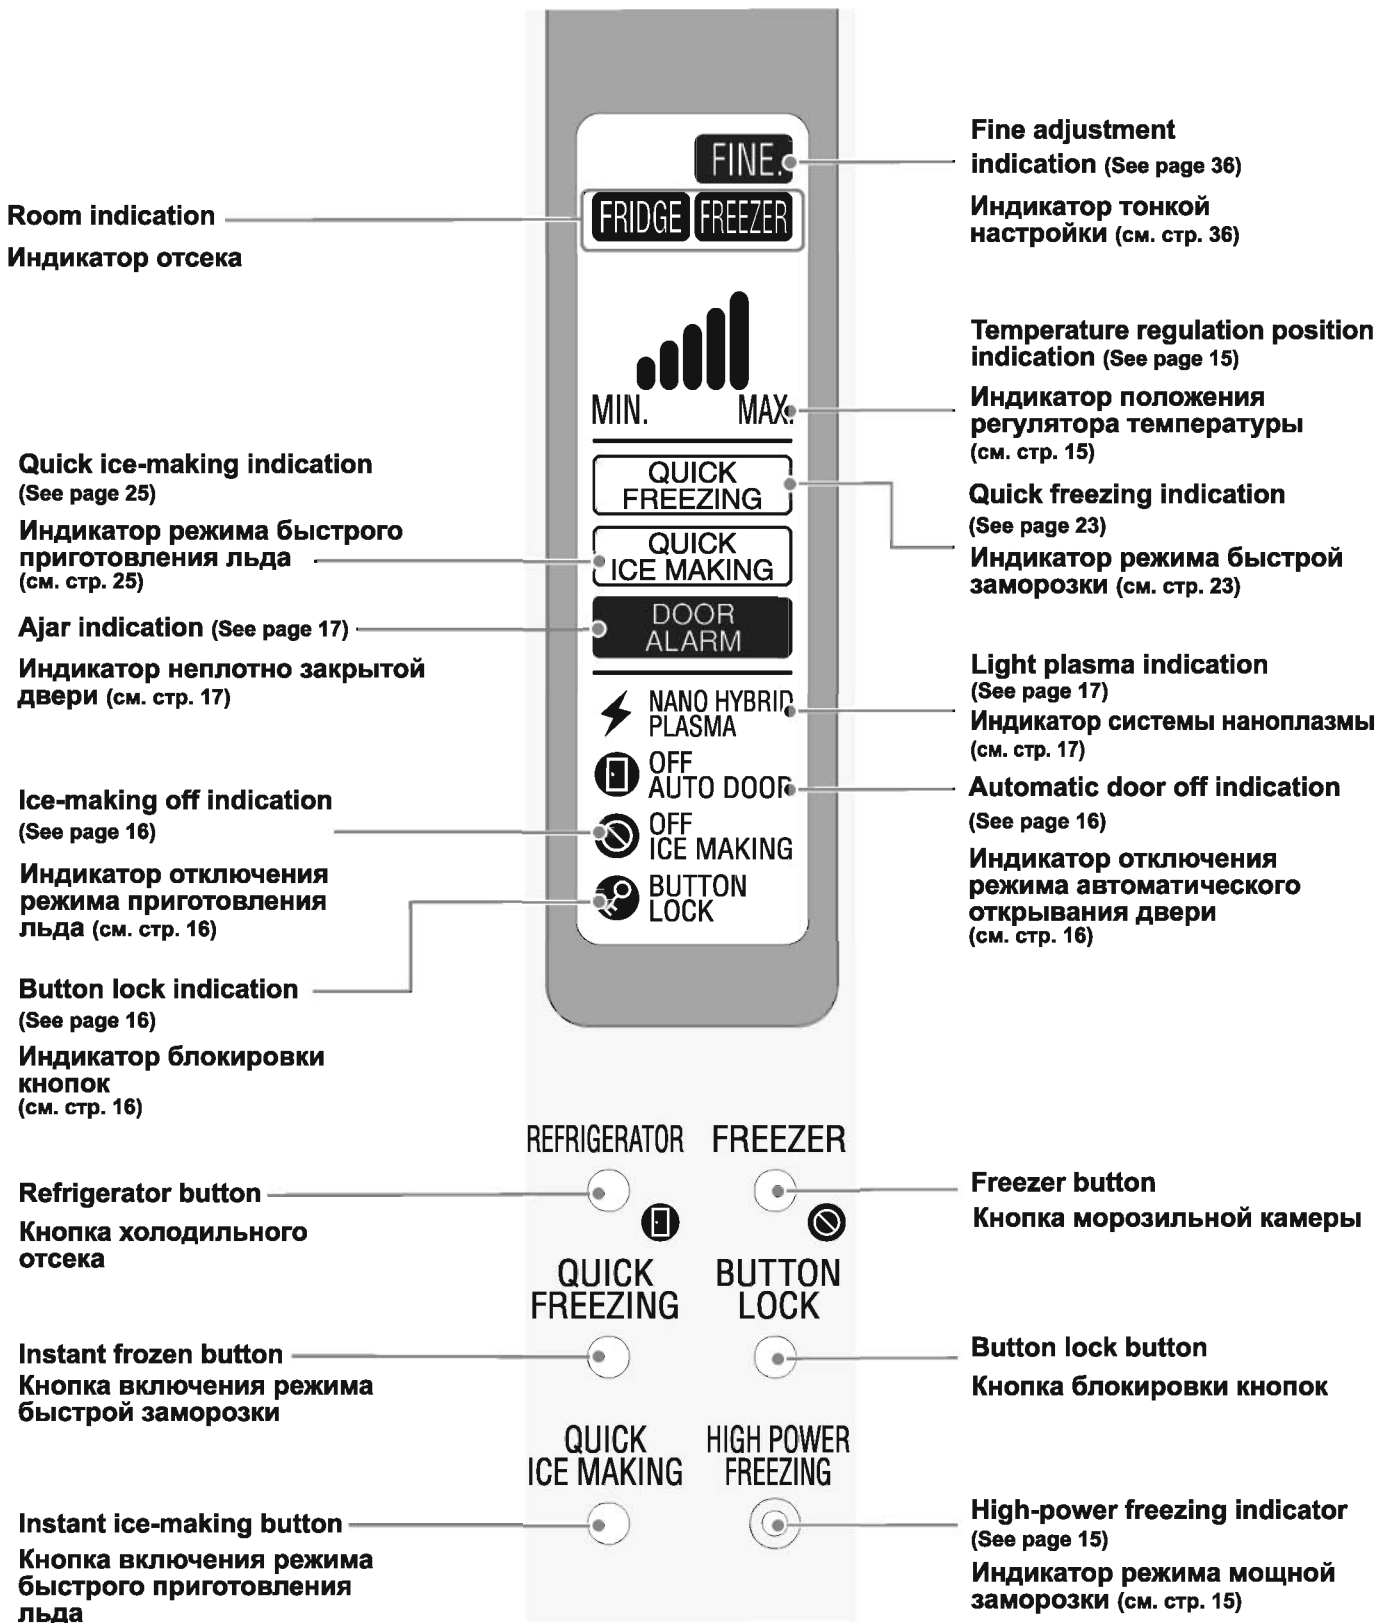 Room indication
Индикатор отсека
Quick ice-making indication
(See page 25)
Индикатор режима быстрого
приготовления льда
(см. стр. 25)
Ajar indication (See page 17)
Индикатор неплотно закрытой
двери (см. стр. 17)
Ice-making off indication
(See page 16)
Индикатор отключения
режима приготовления
льда (см. стр. 16)
Button lock indication
(See page 16)
Индикатор блокировки
кнопок
(см. стр. 16)
Refrigerator button
Кнопка холодильного
отсека
Instant frozen button
Кнопка включения режима
быстрой заморозки
Instant ice-making button
Кнопка включения режима
быстрого приготовления
льда
FINE.
FRIDGE FREEZER
MIN. MAX.
QUICK
FREEZING
QUICK
ICE MAKING
DOOR
ALARM
NANO HYBRID
PLASMA
OFF
AUTO DOOR
OFF
ICE MAKING
BUTTON
LOCK
REFRIGERATOR FREEZER
QUICK
FREEZING
BUTTON
LOCK
QUICK
ICE MAKING
HIGH POWER
FREEZING
Fine adjustment
indication (See page 36)
Индикатор тонкой
настройки (см. стр. 36)
Temperature regulation position
indication (See page 15)
Индикатор положения
регулятора температуры
(см. стр. 15)
Quick freezing indication
(See page 23)
Индикатор режима быстрой
заморозки (см. стр. 23)
Light plasma indication
(See page 17)
Индикатор системы наноплазмы
(см. стр. 17)
Automatic door off indication
(See page 16)
Индикатор отключения
режима автоматического
открывания двери
(см. стр. 16)
Freezer button
Кнопка морозильной камеры
Button lock button
Кнопка блокировки кнопок
High-power freezing indicator
(See page 15)
Индикатор режима мощной
заморозки (см. стр. 15)